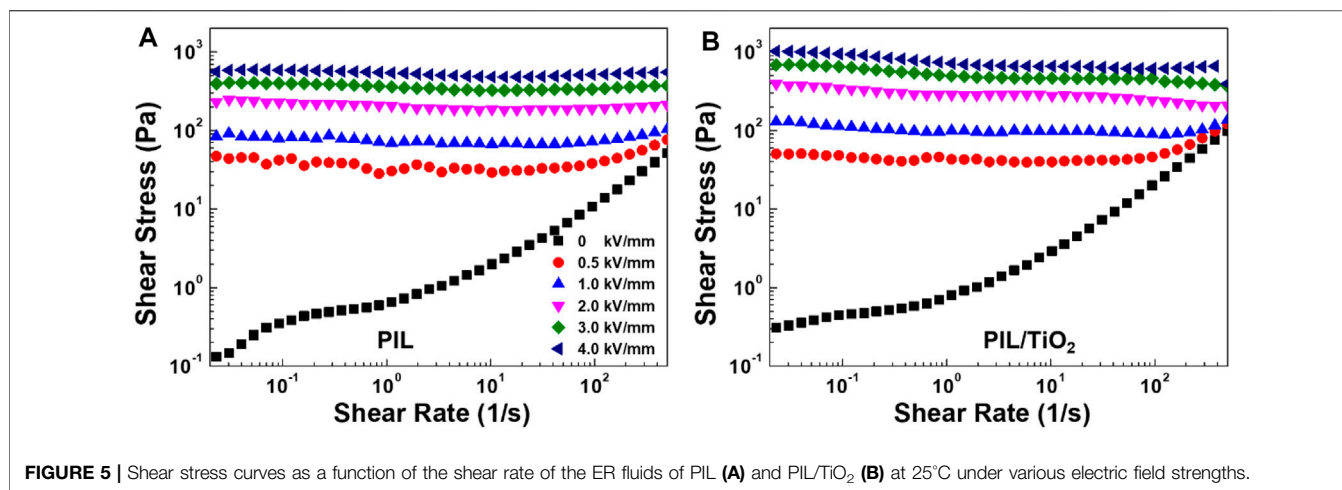 A
10³
10²
10¹
10⁰
10⁻¹
Shear Stress (Pa)
0 kV/mm
0.5 kV/mm
1.0 kV/mm
2.0 kV/mm
3.0 kV/mm
4.0 kV/mm
PIL
10⁻¹ 10⁰ 10¹ 10²
Shear Rate (1/s)
B
10³
10²
10¹
10⁰
10⁻¹
Shear Stress (Pa)
PIL/TiO₂
10⁻¹ 10⁰ 10¹ 10²
Shear Rate (1/s)
FIGURE 5 | Shear stress curves as a function of the shear rate of the ER fluids of PIL (A) and PIL/TiO₂ (B) at 25°C under various electric field strengths.